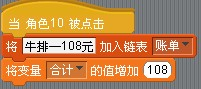 当 角色10 被点击
将 牛排—108元 加入链表 账单
将变量 合计 的值增加 108